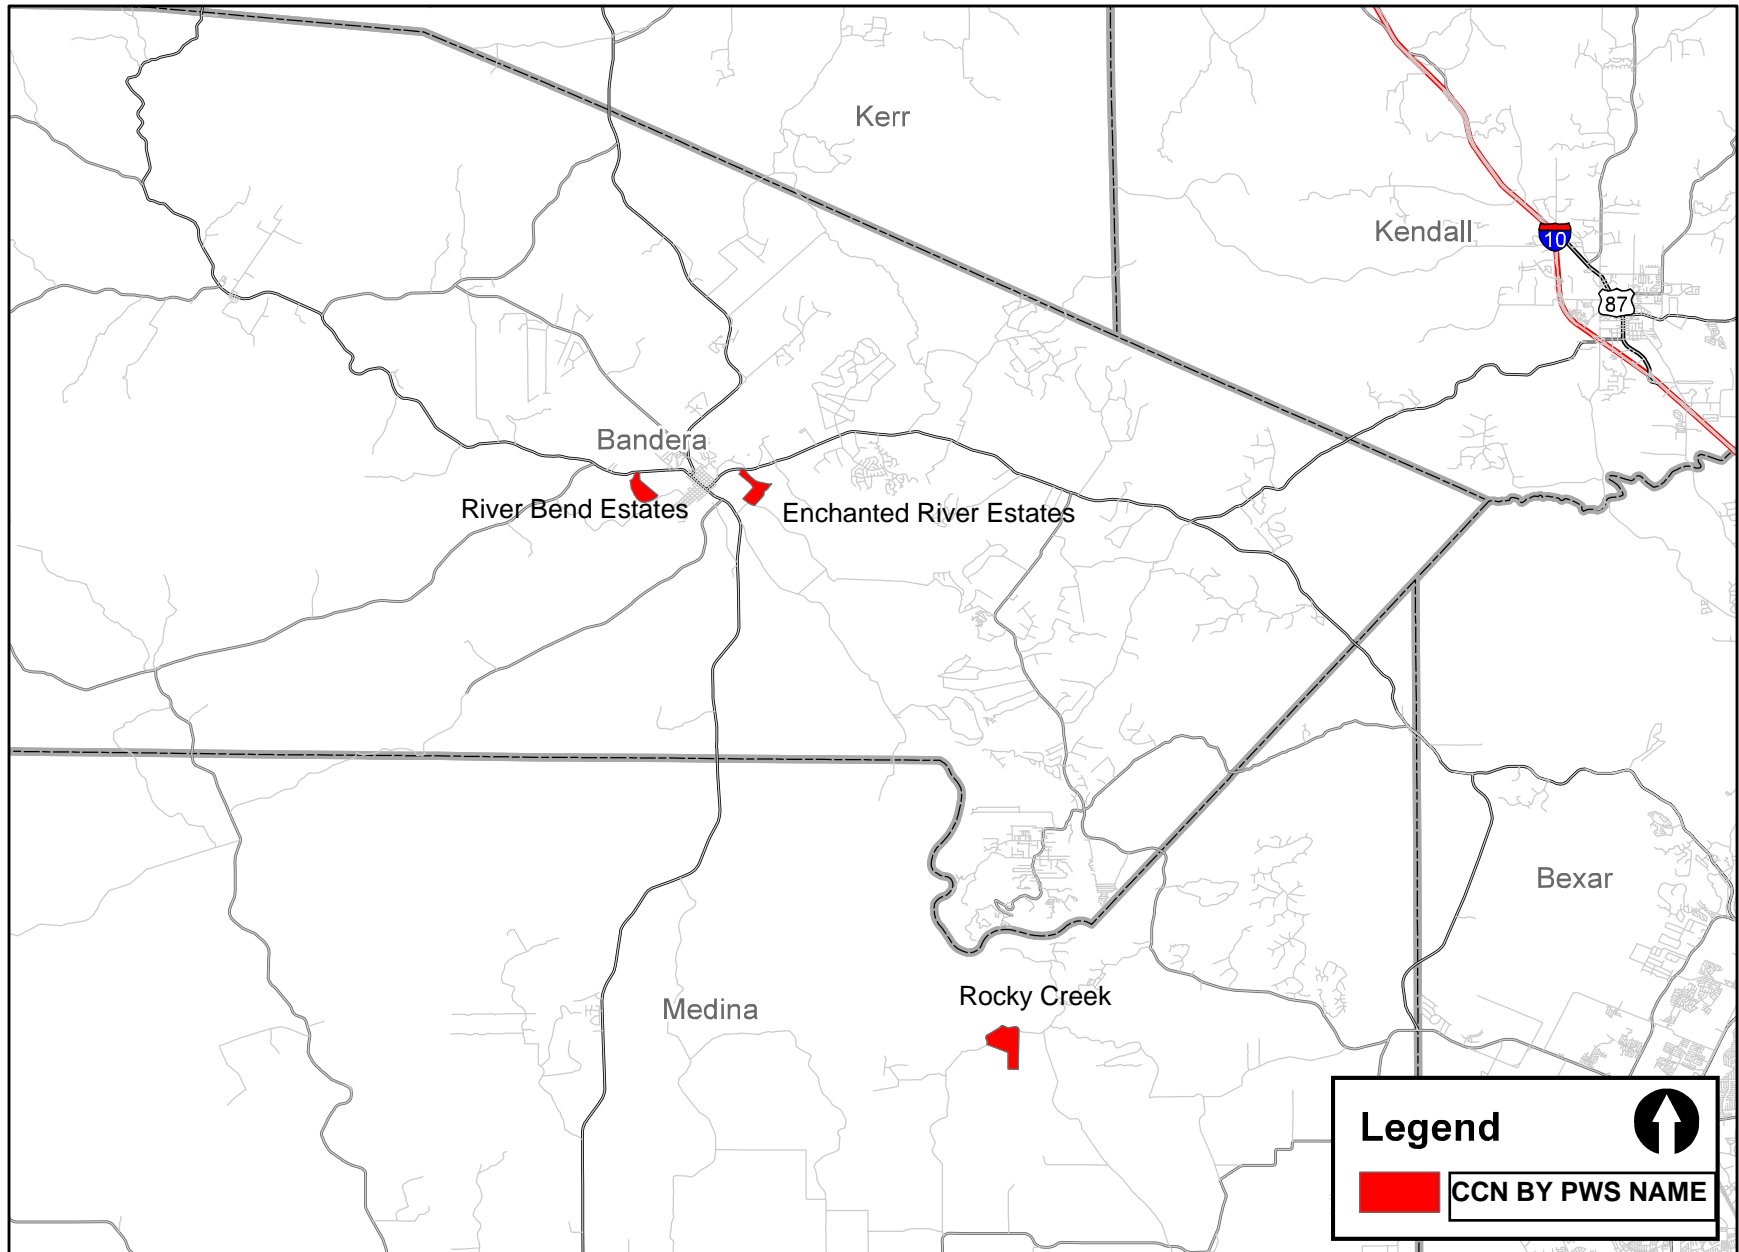 Kerr
Kendall
10
87
Bandera
River Bend Estates
Enchanted River Estates
Bexar
Rocky Creek
Medina
Legend
CCN BY PWS NAME